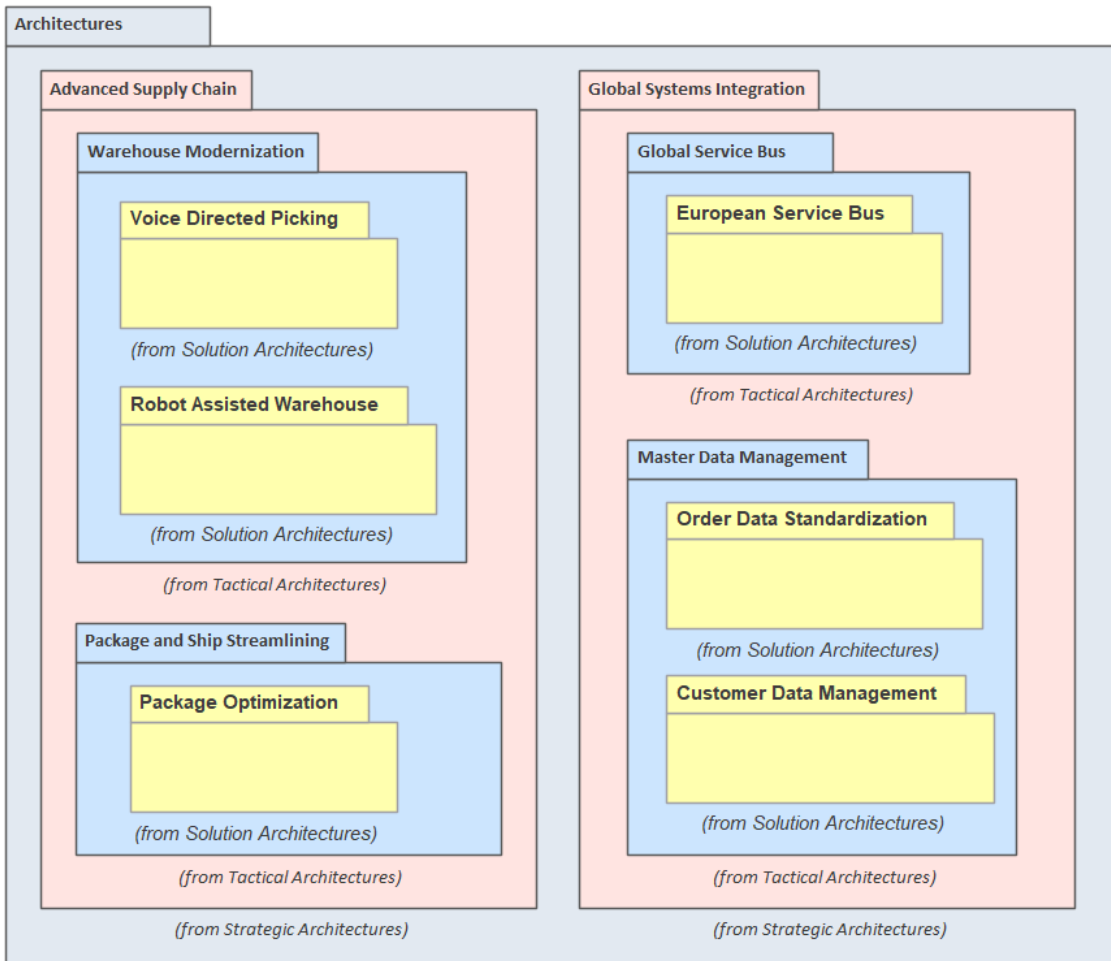 Architectures
Advanced Supply Chain
Warehouse Modernization
Voice Directed Picking
(from Solution Architectures)
Robot Assisted Warehouse
(from Solution Architectures)
(from Tactical Architectures)
Package and Ship Streamlining
Package Optimization
(from Solution Architectures)
(from Tactical Architectures)
(from Strategic Architectures)
Global Systems Integration
Global Service Bus
European Service Bus
(from Solution Architectures)
(from Tactical Architectures)
Master Data Management
Order Data Standardization
(from Solution Architectures)
Customer Data Management
(from Solution Architectures)
(from Tactical Architectures)
(from Strategic Architectures)